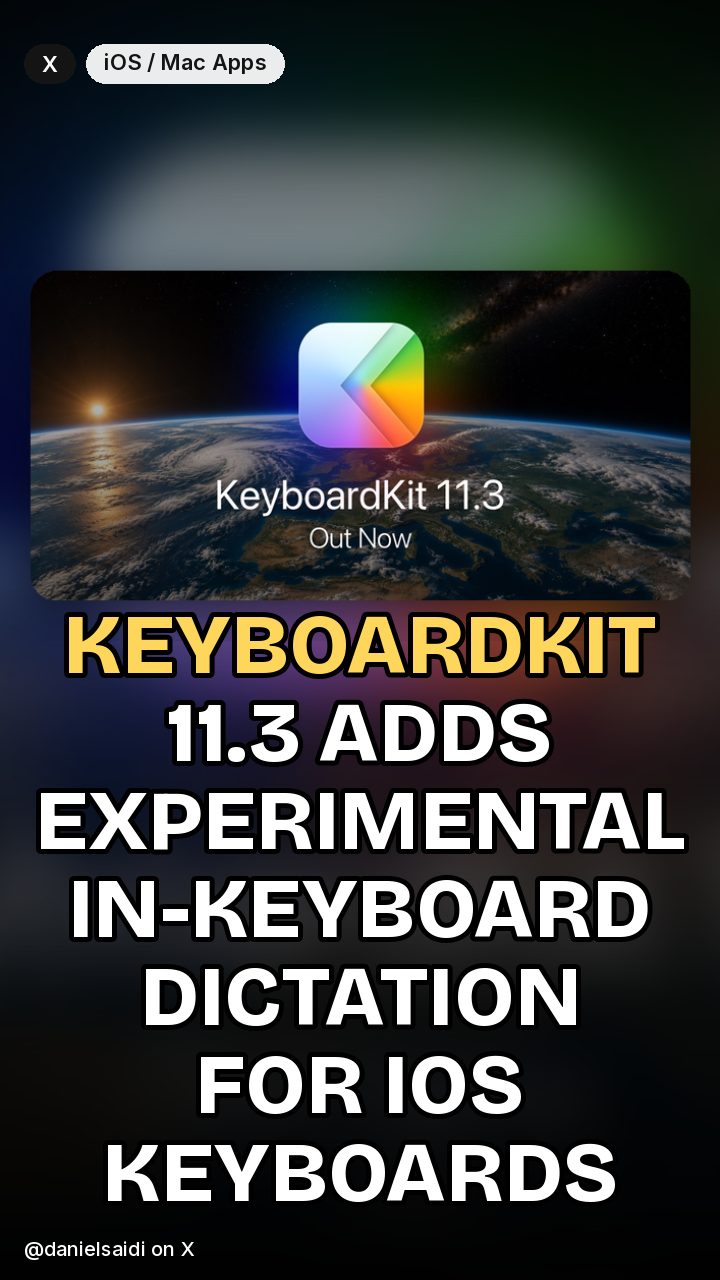 X
iOS / Mac Apps
KeyboardKit 11.3
Out Now
KEYBOARDKIT
11.3 ADDS
EXPERIMENTAL
IN-KEYBOARD
DICTATION
FOR IOS
KEYBOARDS
@danielsaidi on X